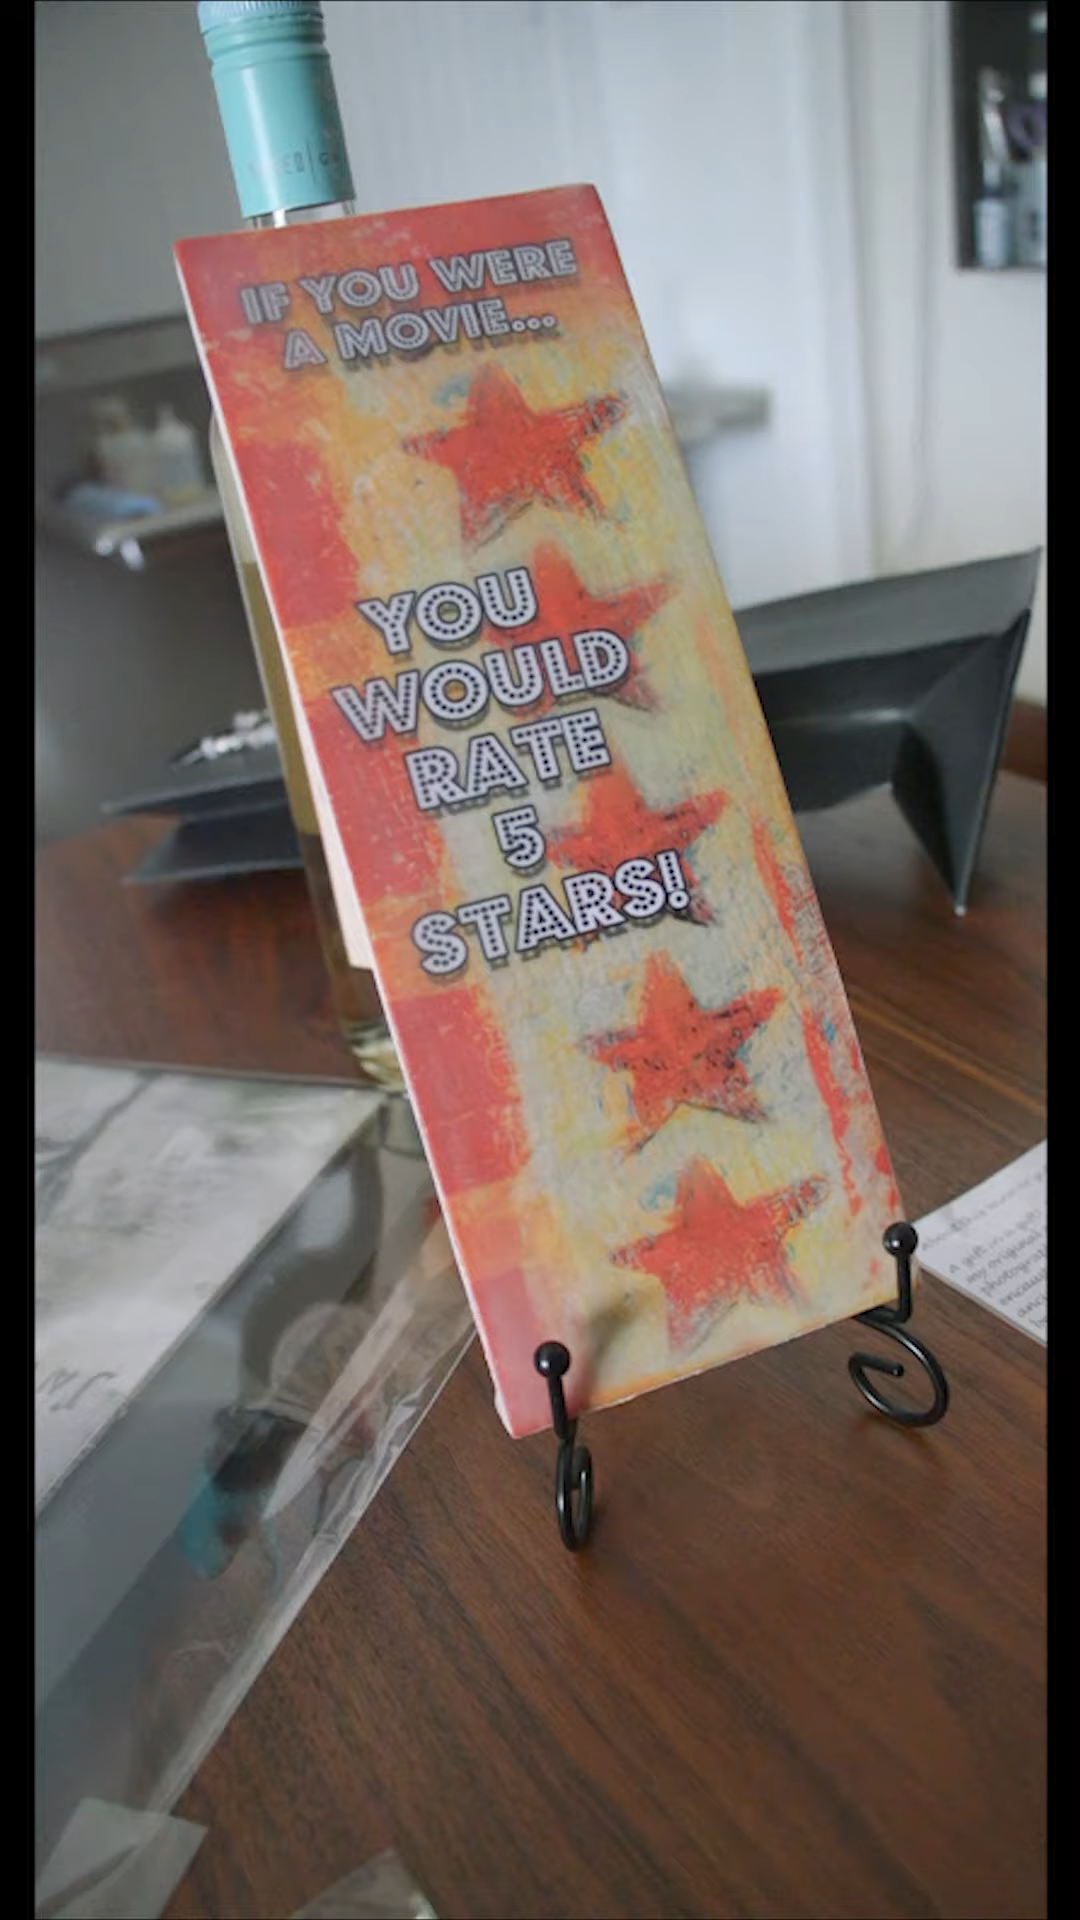 IF YOU WERE
A MOVIE...
YOU
WOULD
RATE
5
STARS!